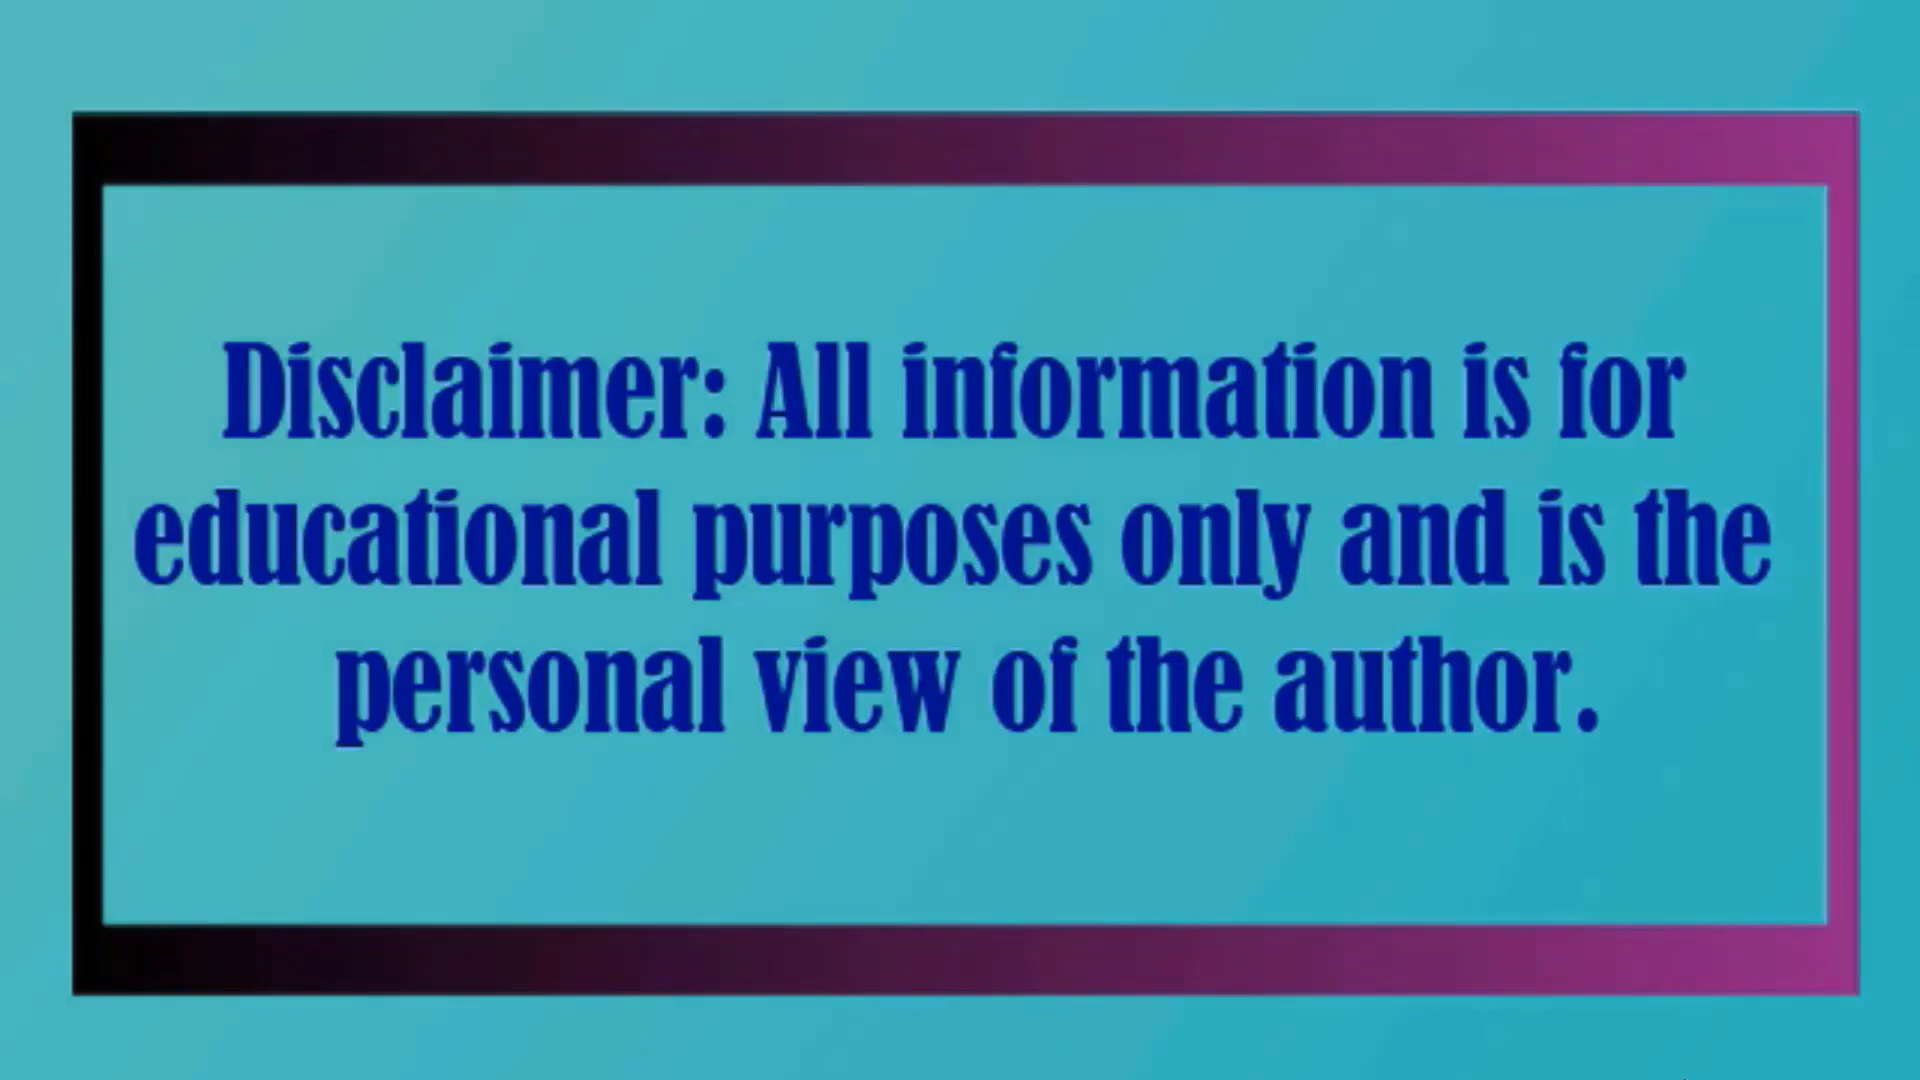 Disclaimer: All information is for
educational purposes only and is the
personal view of the author.